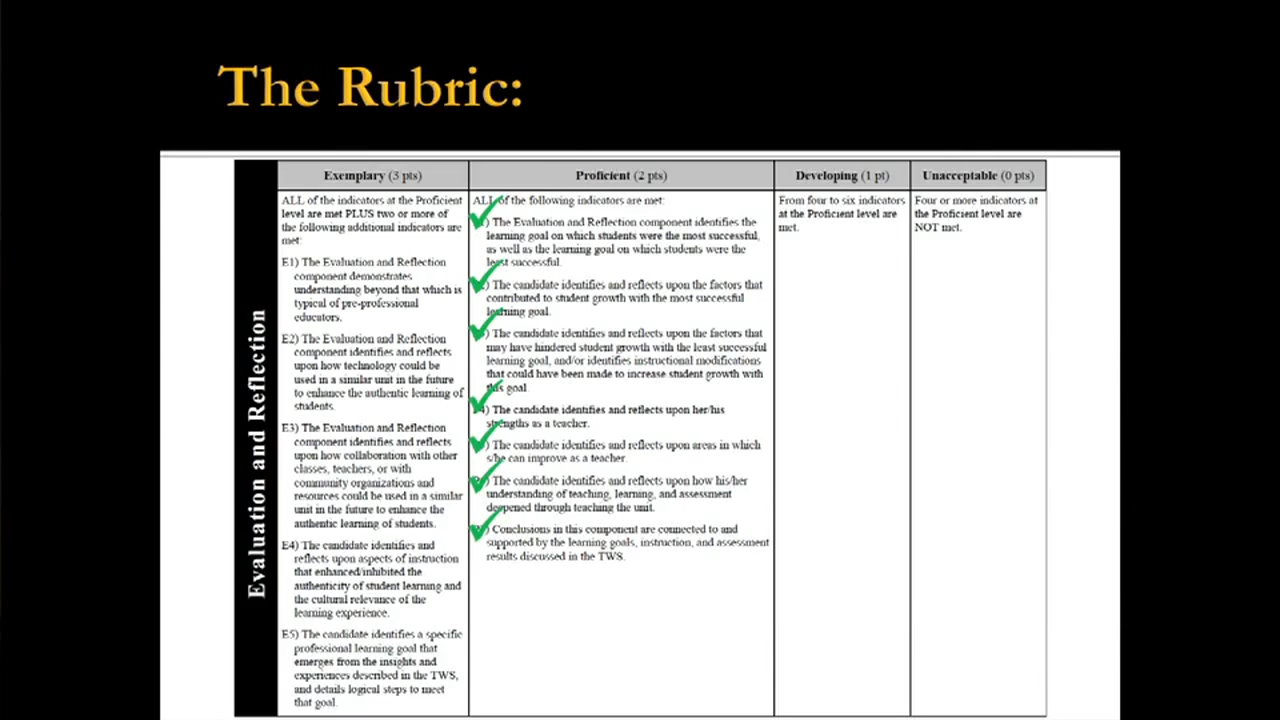 The Rubric:
Evaluation and Reflection
Exemplary (3 pts)
ALL of the indicators at the Proficient
level are met PLUS two or more of
the following additional indicators are
met:
E1) The Evaluation and Reflection
component demonstrates
understanding beyond that which is
typical of pre-professional
educators.
E2) The Evaluation and Reflection
component identifies and reflects
upon how technology could be
used in a similar unit in the future
to enhance the authentic learning of
students.
E3) The Evaluation and Reflection
component identifies and reflects
upon how collaboration with other
classes, teachers, or with
community organizations and
resources could be used in a similar
unit in the future to enhance the
authentic learning of students.
E4) The candidate identifies and
reflects upon aspects of instruction
that enhanced/inhibited the
authenticity of student learning and
the cultural relevance of the
learning experience.
E5) The candidate identifies a specific
professional learning goal that
emerges from the insights and
experiences described in the TWS,
and details logical steps to meet
that goal.
Proficient (2 pts)
ALL of the following indicators are met:
The Evaluation and Reflection component identifies the
learning goal on which students were the most successful,
as well as the learning goal on which students were the
least successful.
The candidate identifies and reflects upon the factors that
contributed to student growth with the most successful
learning goal.
The candidate identifies and reflects upon the factors that
may have hindered student growth with the least successful
learning goal, and/or identifies instructional modifications
that could have been made to increase student growth with
this goal.
4) The candidate identifies and reflects upon her/his
strengths as a teacher.
The candidate identifies and reflects upon areas in which
s/he can improve as a teacher.
The candidate identifies and reflects upon how his/her
understanding of teaching, learning, and assessment
deepened through teaching the unit.
Conclusions in this component are connected to and
supported by the learning goals, instruction, and assessment
results discussed in the TWS.
Developing (1 pt)
From four to six indicators
at the Proficient level are
met.
Unacceptable (0 pts)
Four or more indicators at
the Proficient level are
NOT met.